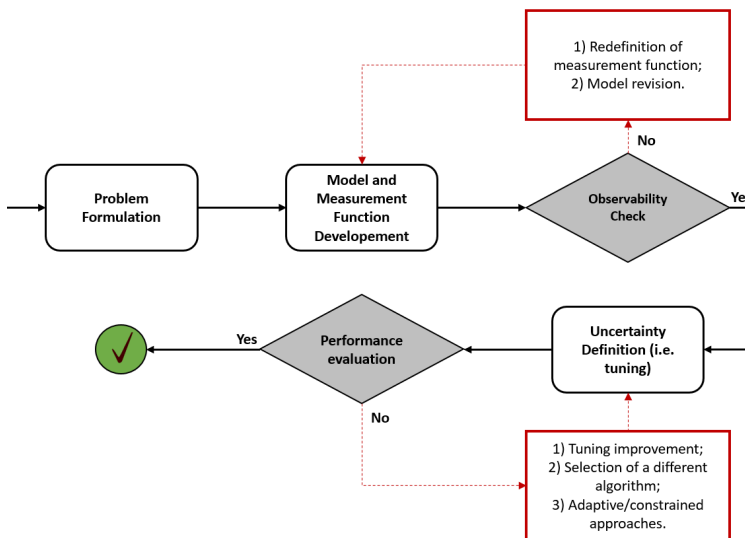 1) Redefinition of
measurement function;
2) Model revision.
No
Problem
Formulation
Model and
Measurement
Function
Developement
Observability
Check
Ye
Yes
Performance
evaluation
Uncertainty
Definition (i.e.
tuning)
No
1) Tuning improvement;
2) Selection of a different
algorithm;
3) Adaptive/constrained
approaches.